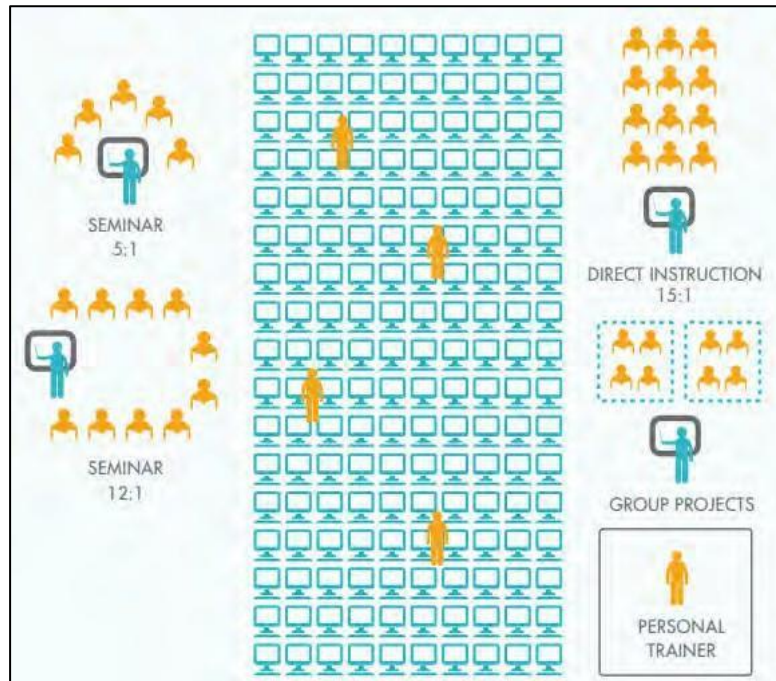 SEMINAR
5:1
SEMINAR
12:1
DIRECT INSTRUCTION
15:1
GROUP PROJECTS
PERSONAL
TRAINER